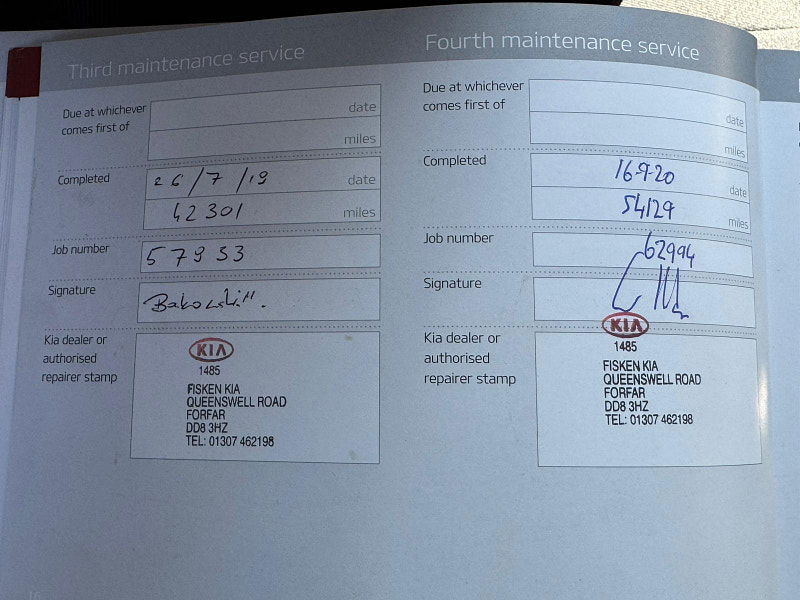 Third maintenance service
Due at whichever comes first of
date
miles
Completed
26/7/19 date
42301 miles
Job number
57953
Signature
Kia dealer or authorised repairer stamp
KIA
1485
FISKEN KIA
QUEENSWELL ROAD
FORFAR
DD8 3HZ
TEL: 01307 462198
Fourth maintenance service
Due at whichever comes first of
date
miles
Completed
16-9-20 date
54129 miles
Job number
62994
Signature
Kia dealer or authorised repairer stamp
KIA
1485
FISKEN KIA
QUEENSWELL ROAD
FORFAR
DD8 3HZ
TEL: 01307 462198